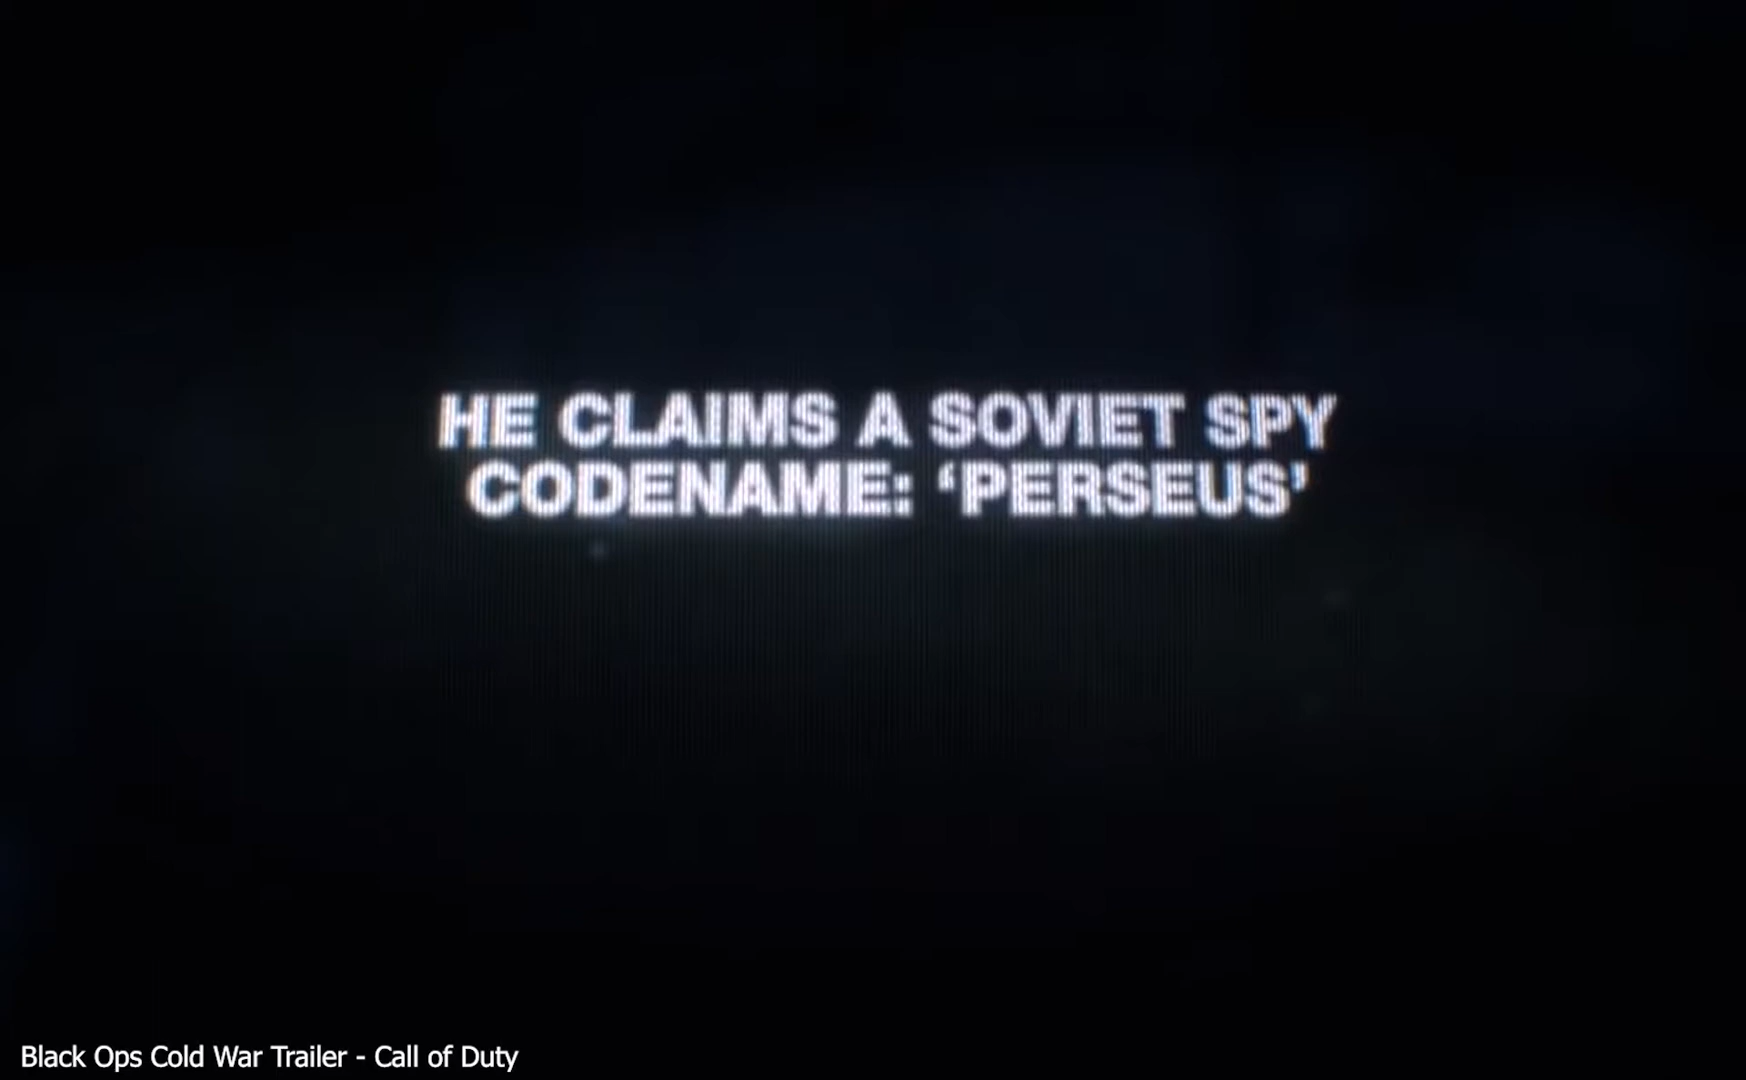 HE CLAIMS A SOVIET SPY
CODENAME: ‘PERSEUS’
Black Ops Cold War Trailer - Call of Duty